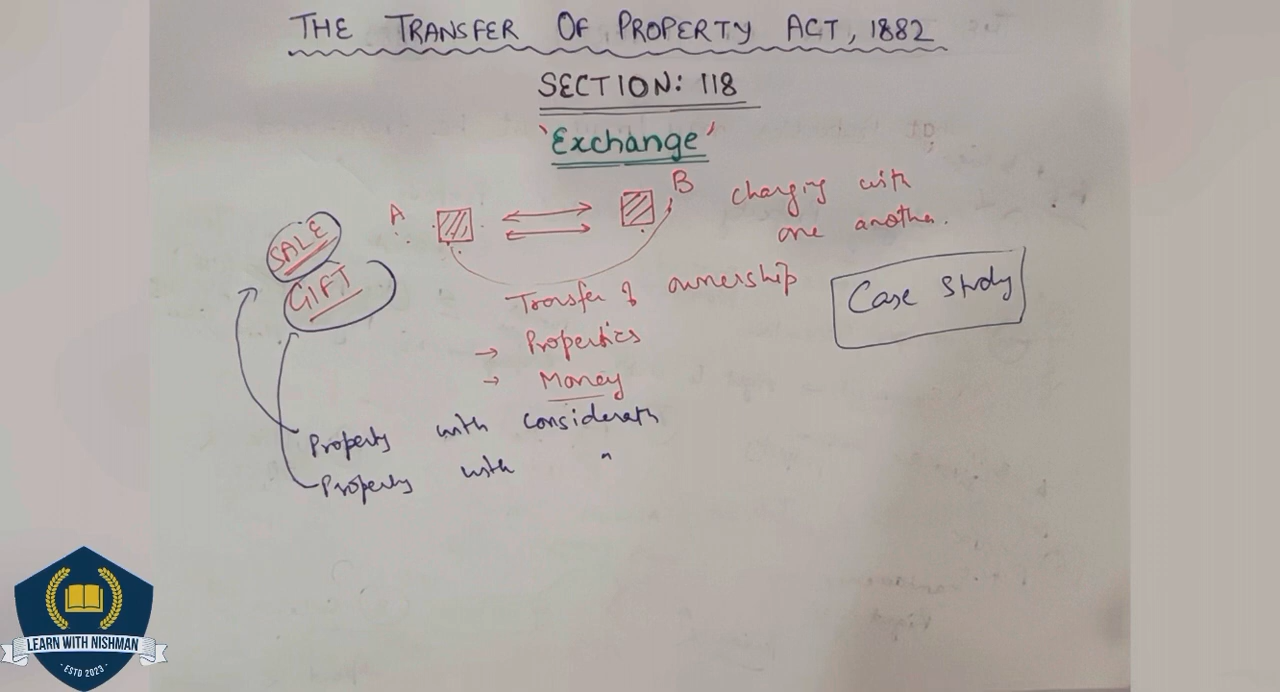 THE TRANSFER OF PROPERTY ACT, 1882
SECTION: 118
'Exchange'
A
B
changing with
one another.
SALE
GIFT
Transfer of ownership
→ Properties
→ Money
Case Study
Property with
Property with "
LEARN WITH NISHMAN
· ESTD 2023 ·